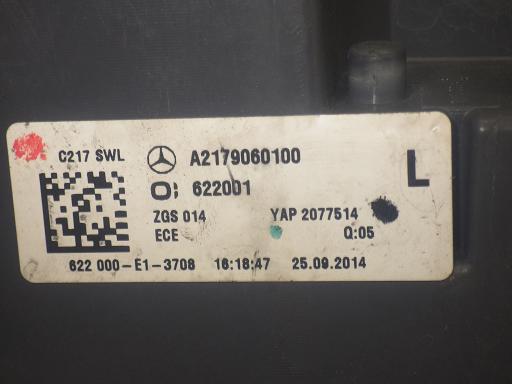 C217 SWL A2179060100
622001 L
ZGS 014 YAP 2077514
ECE Q:05
622 000-E1-3708 16:18:47 25.09.2014